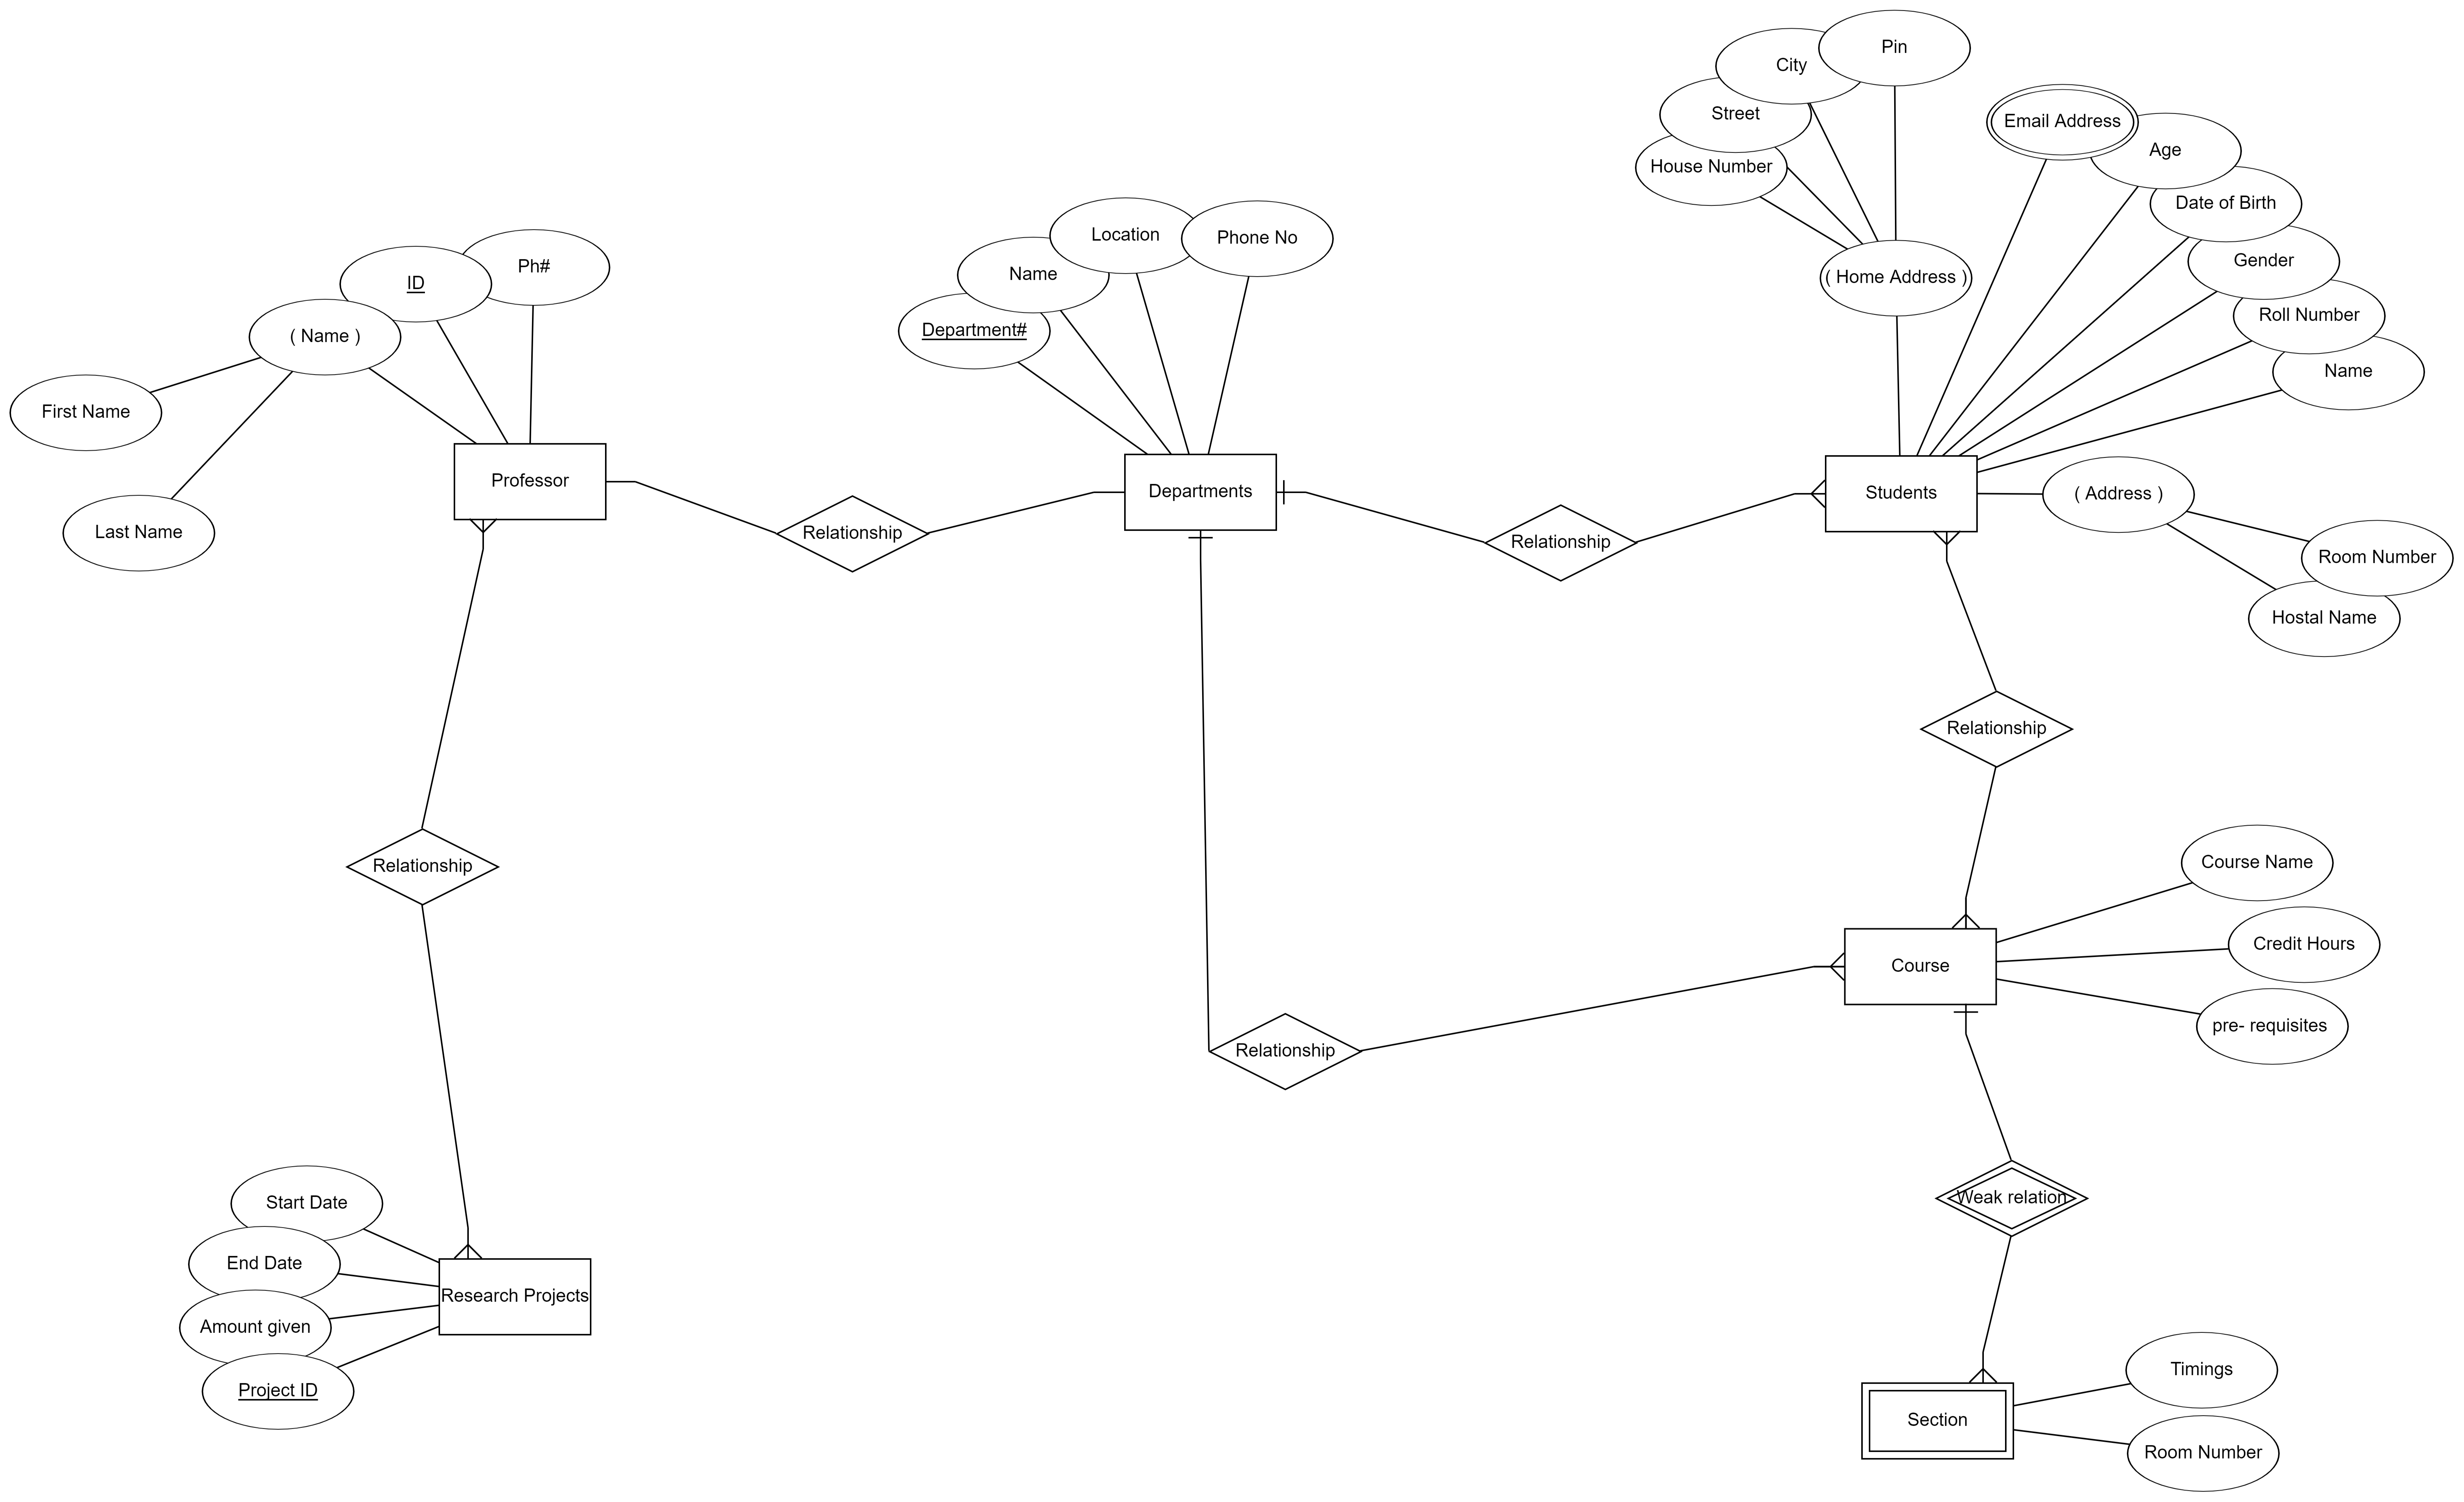 Pin
City
Street
House Number
( Home Address )
Email Address
Age
Date of Birth
Gender
Roll Number
Name
Students
( Address )
Room Number
Hostal Name
Location
Phone No
Name
Department#
Departments
Ph#
ID
( Name )
First Name
Last Name
Professor
Relationship
Relationship
Relationship
Relationship
Relationship
Course Name
Credit Hours
pre- requisites
Course
Weak relation
Start Date
End Date
Amount given
Project ID
Research Projects
Timings
Room Number
Section